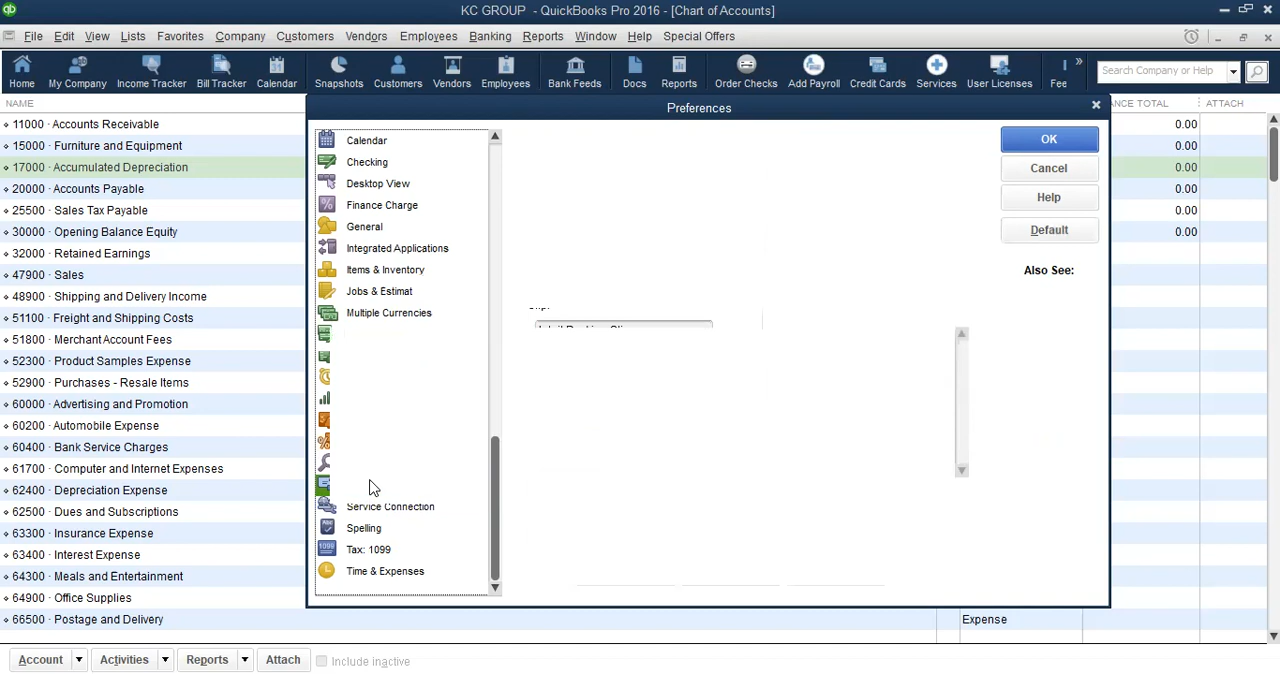 KC GROUP - QuickBooks Pro 2016 - [Chart of Accounts]
File Edit View Lists Favorites Company Customers Vendors Employees Banking Reports Window Help Special Offers
Home My Company Income Tracker Bill Tracker Calendar Snapshots Customers Vendors Employees Bank Feeds Docs Reports Order Checks Add Payroll Credit Cards Services User Licenses Fee » Search Company or Help
NAME
ANCE TOTAL ATTACH
11000 · Accounts Receivable
15000 · Furniture and Equipment
17000 · Accumulated Depreciation
20000 · Accounts Payable
25500 · Sales Tax Payable
30000 · Opening Balance Equity
32000 · Retained Earnings
47900 · Sales
48900 · Shipping and Delivery Income
51100 · Freight and Shipping Costs
51800 · Merchant Account Fees
52300 · Product Samples Expense
52900 · Purchases - Resale Items
60000 · Advertising and Promotion
60200 · Automobile Expense
60400 · Bank Service Charges
61700 · Computer and Internet Expenses
62400 · Depreciation Expense
62500 · Dues and Subscriptions
63300 · Insurance Expense
63400 · Interest Expense
64300 · Meals and Entertainment
64900 · Office Supplies
66500 · Postage and Delivery
Preferences
Calendar
Checking
Desktop View
Finance Charge
General
Integrated Applications
Items & Inventory
Jobs & Estimat
Multiple Currencies
Service Connection
Spelling
Tax: 1099
Time & Expenses
OK
Cancel
Help
Default
Also See:
0.00
0.00
0.00
0.00
0.00
0.00
Expense
Account Activities Reports Attach Include inactive